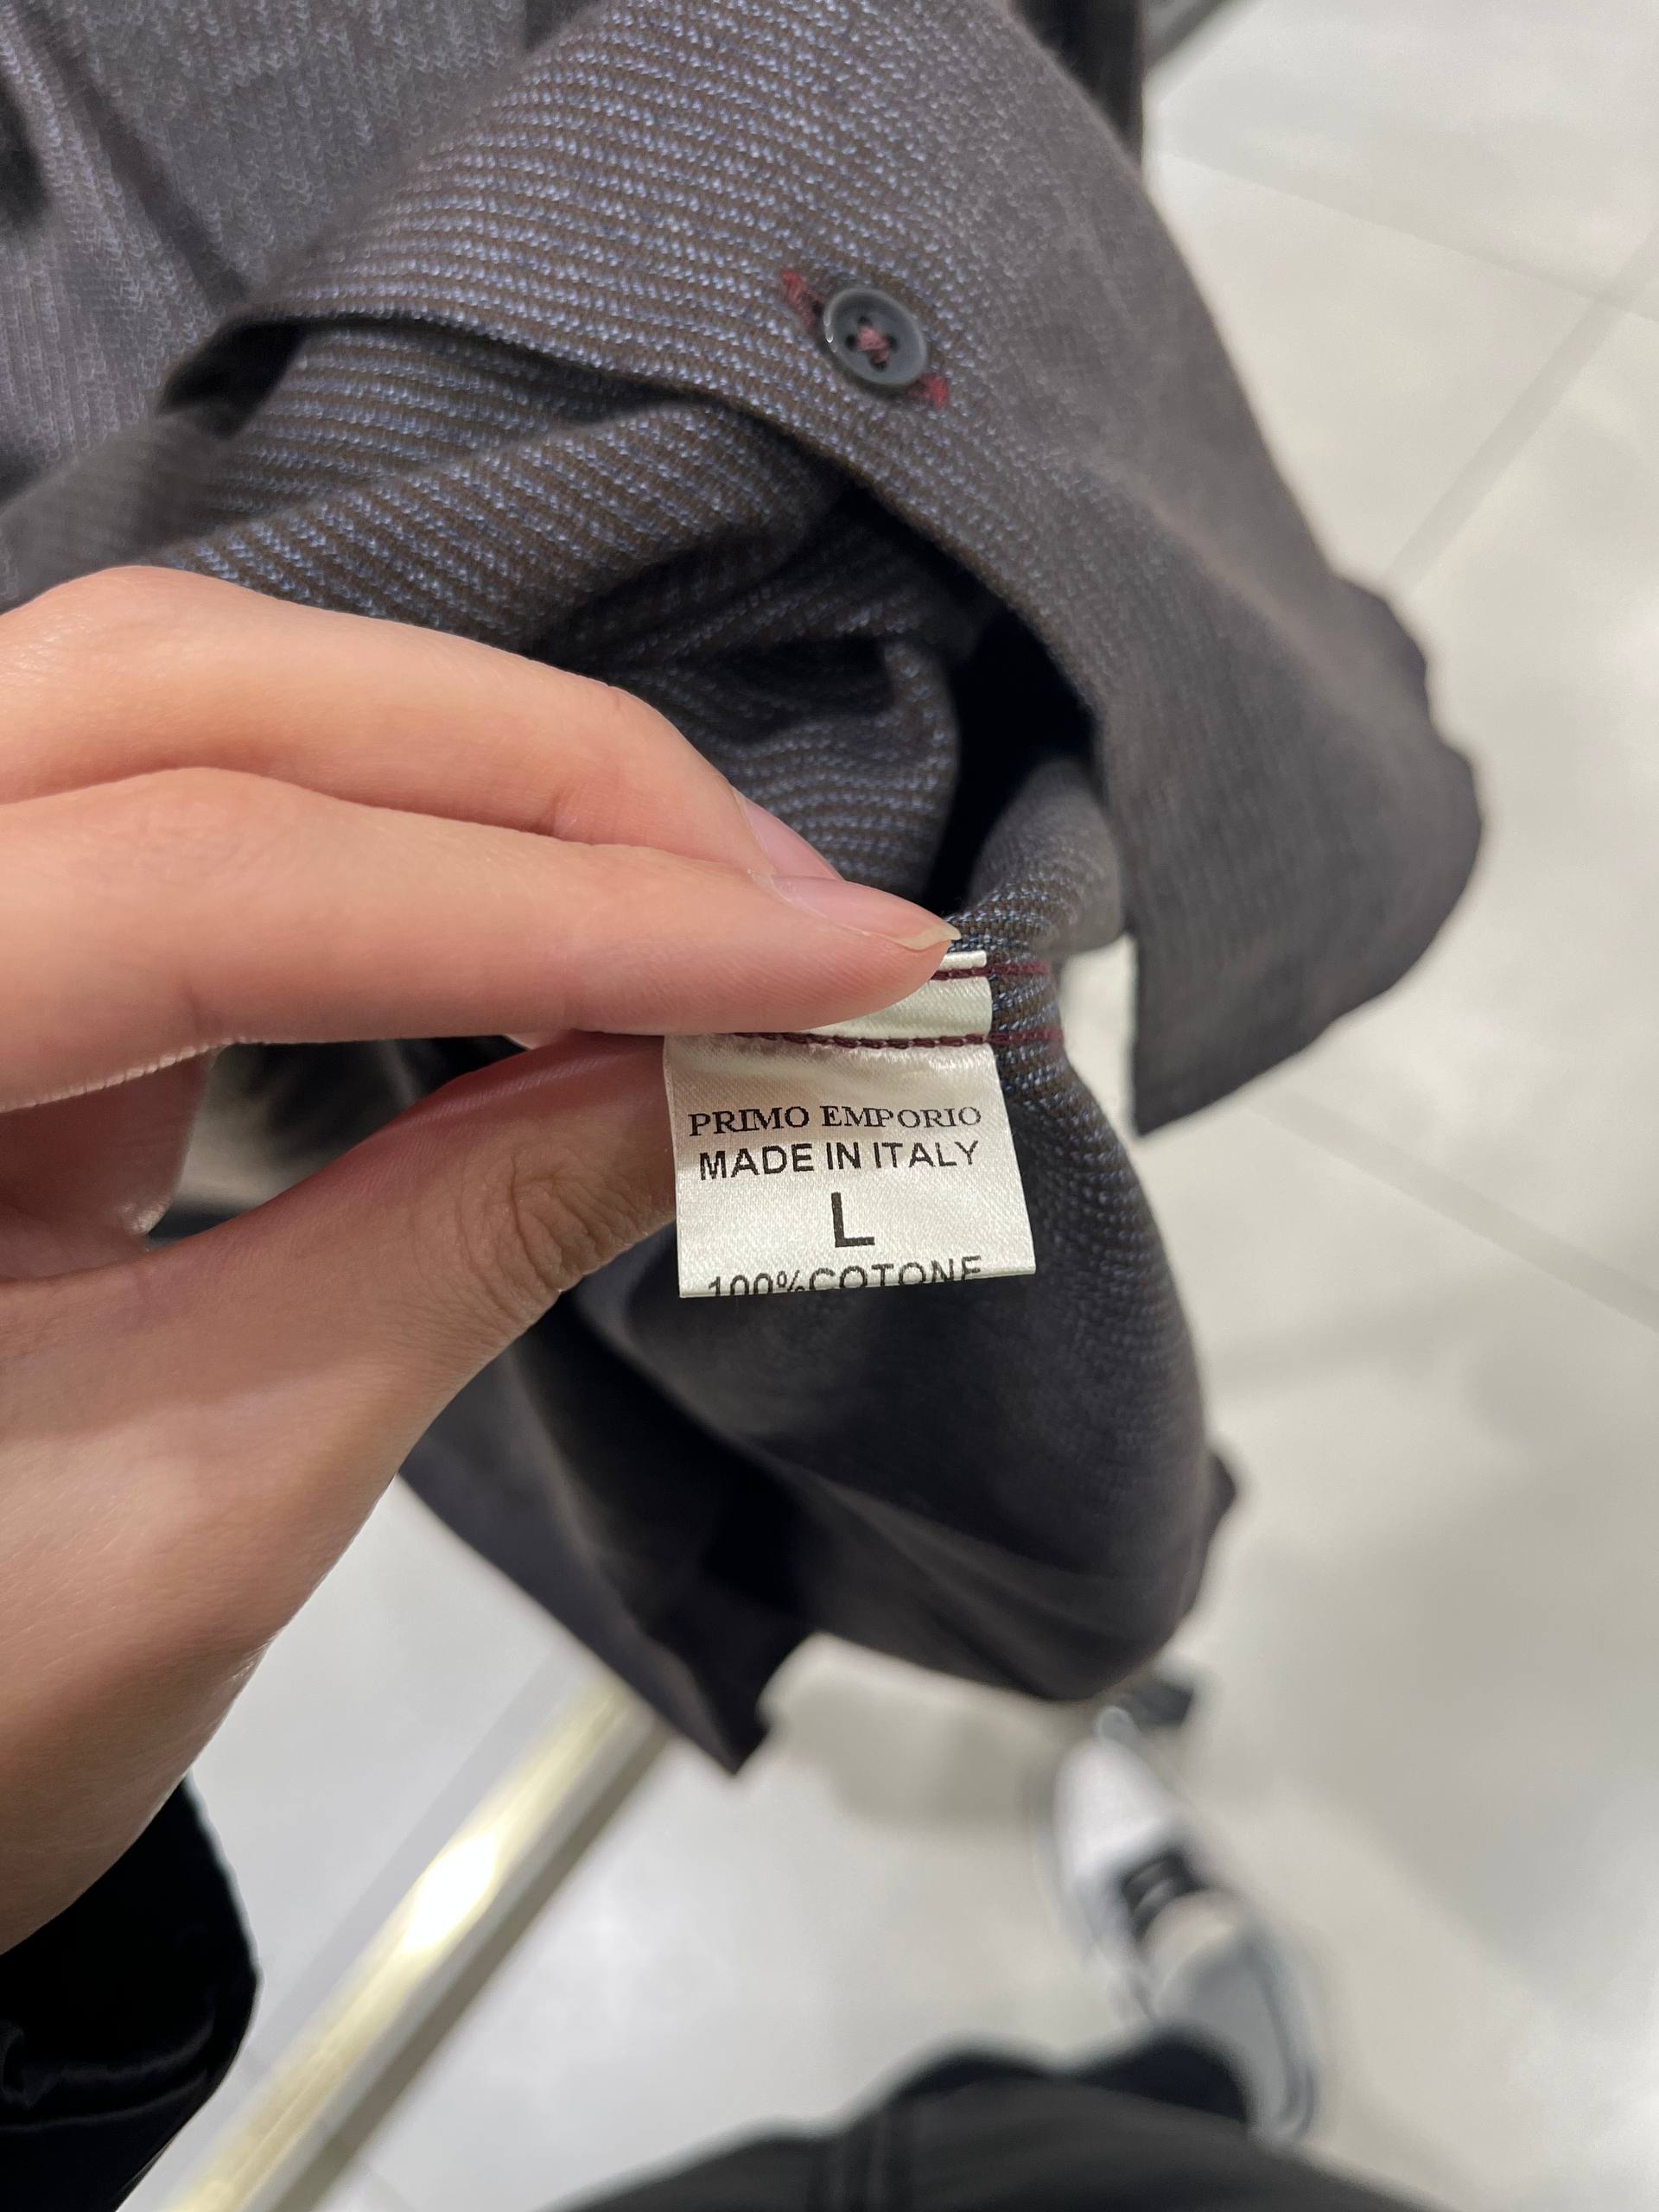 PRIMO EMPORIO
MADE IN ITALY
L
100%COTONE